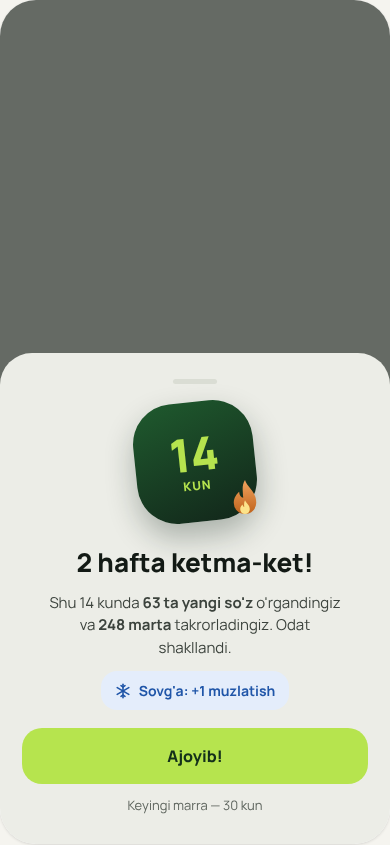 14
KUN
2 hafta ketma-ket!
Shu 14 kunda 63 ta yangi so'z o'rgandingiz
va 248 marta takrorladingiz. Odat
shakllandi.
Sovg'a: +1 muzlatish
Ajoyib!
Keyingi marra — 30 kun